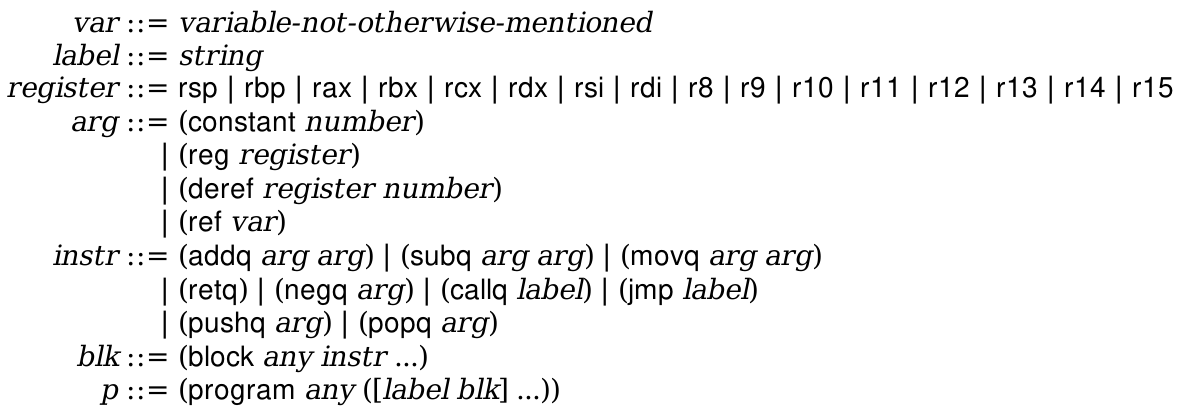 var ::= variable-not-otherwise-mentioned
label ::= string
register ::= rsp | rbp | rax | rbx | rcx | rdx | rsi | rdi | r8 | r9 | r10 | r11 | r12 | r13 | r14 | r15
arg ::= (constant number)
| (reg register)
| (deref register number)
| (ref var)
instr ::= (addq arg arg) | (subq arg arg) | (movq arg arg)
| (retq) | (negq arg) | (callq label) | (jmp label)
| (pushq arg) | (popq arg)
blk ::= (block any instr ...)
p ::= (program any ([label blk] ...))